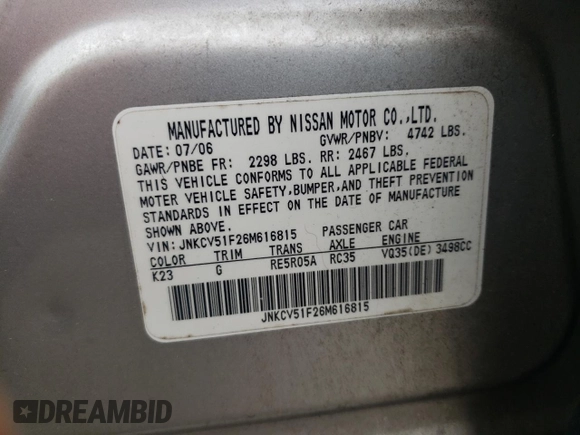 MANUFACTURED BY NISSAN MOTOR CO.,LTD.
DATE: 07/06 GVWR/PNBV: 4742 LBS.
GAWR/PNBE FR: 2298 LBS. RR: 2467 LBS.
THIS VEHICLE CONFORMS TO ALL APPLICABLE FEDERAL
MOTER VEHICLE SAFETY,BUMPER,AND THEFT PREVENTION
STANDARDS IN EFFECT ON THE DATE OF MANUFACTURE
SHOWN ABOVE.
VIN: JNKCV51F26M616815 PASSENGER CAR
COLOR TRIM TRANS AXLE ENGINE
K23 G RE5R05A RC35 VQ35(DE) 3498CC
JNKCV51F26M616815
DREAMBID